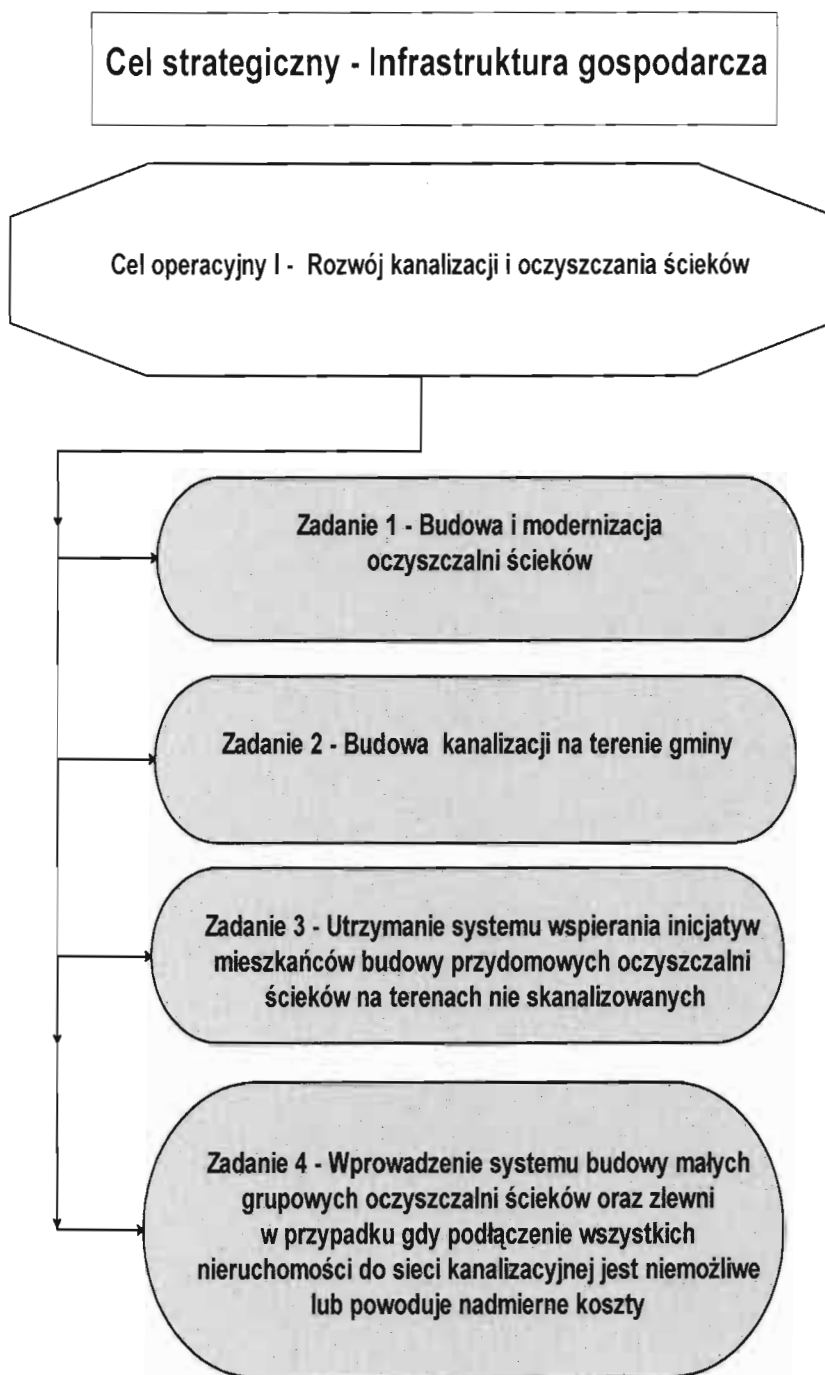 Cel strategiczny - Infrastruktura gospodarcza
Cel operacyjny I - Rozwój kanalizacji i oczyszczania ścieków
Zadanie 1 - Budowa i modernizacja
oczyszczalni ścieków
Zadanie 2 - Budowa kanalizacji na terenie gminy
Zadanie 3 - Utrzymanie systemu wspierania inicjatyw
mieszkańców budowy przydomowych oczyszczalni
ścieków na terenach nie skanalizowanych
Zadanie 4 - Wprowadzenie systemu budowy małych
grupowych oczyszczalni ścieków oraz zlewni
w przypadku gdy podłączenie wszystkich
nieruchomości do sieci kanalizacyjnej jest niemożliwe
lub powoduje nadmierne koszty